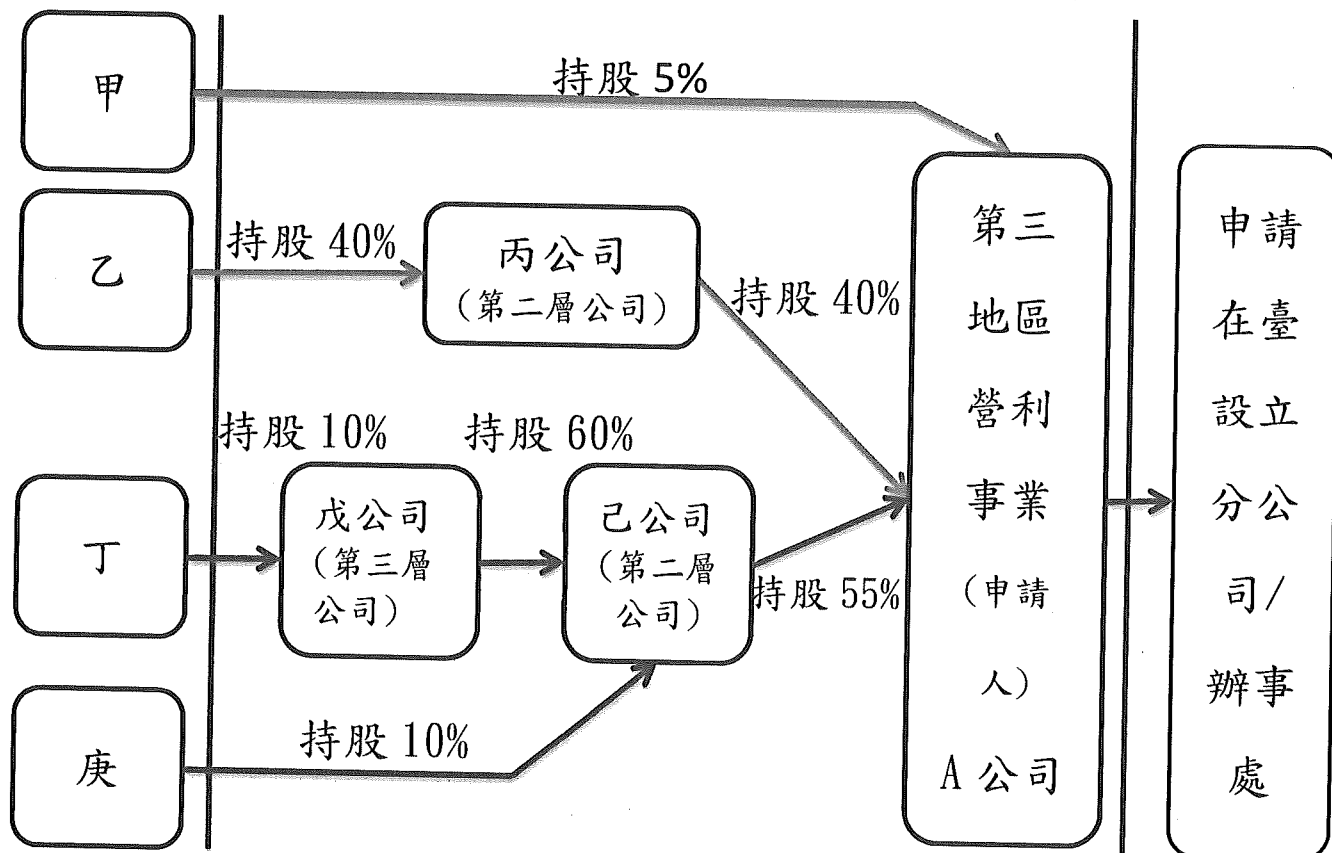 甲
持股 5%
乙
持股 40%
丙公司
(第二層公司)
持股 40%
丁
持股 10%
戊公司
(第三層
公司)
持股 60%
己公司
(第二層
公司)
持股 55%
庚
持股 10%
第三
地區
營利
事業
(申請
人)
A 公司
申請
在臺
設立
分公
司/
辦事
處